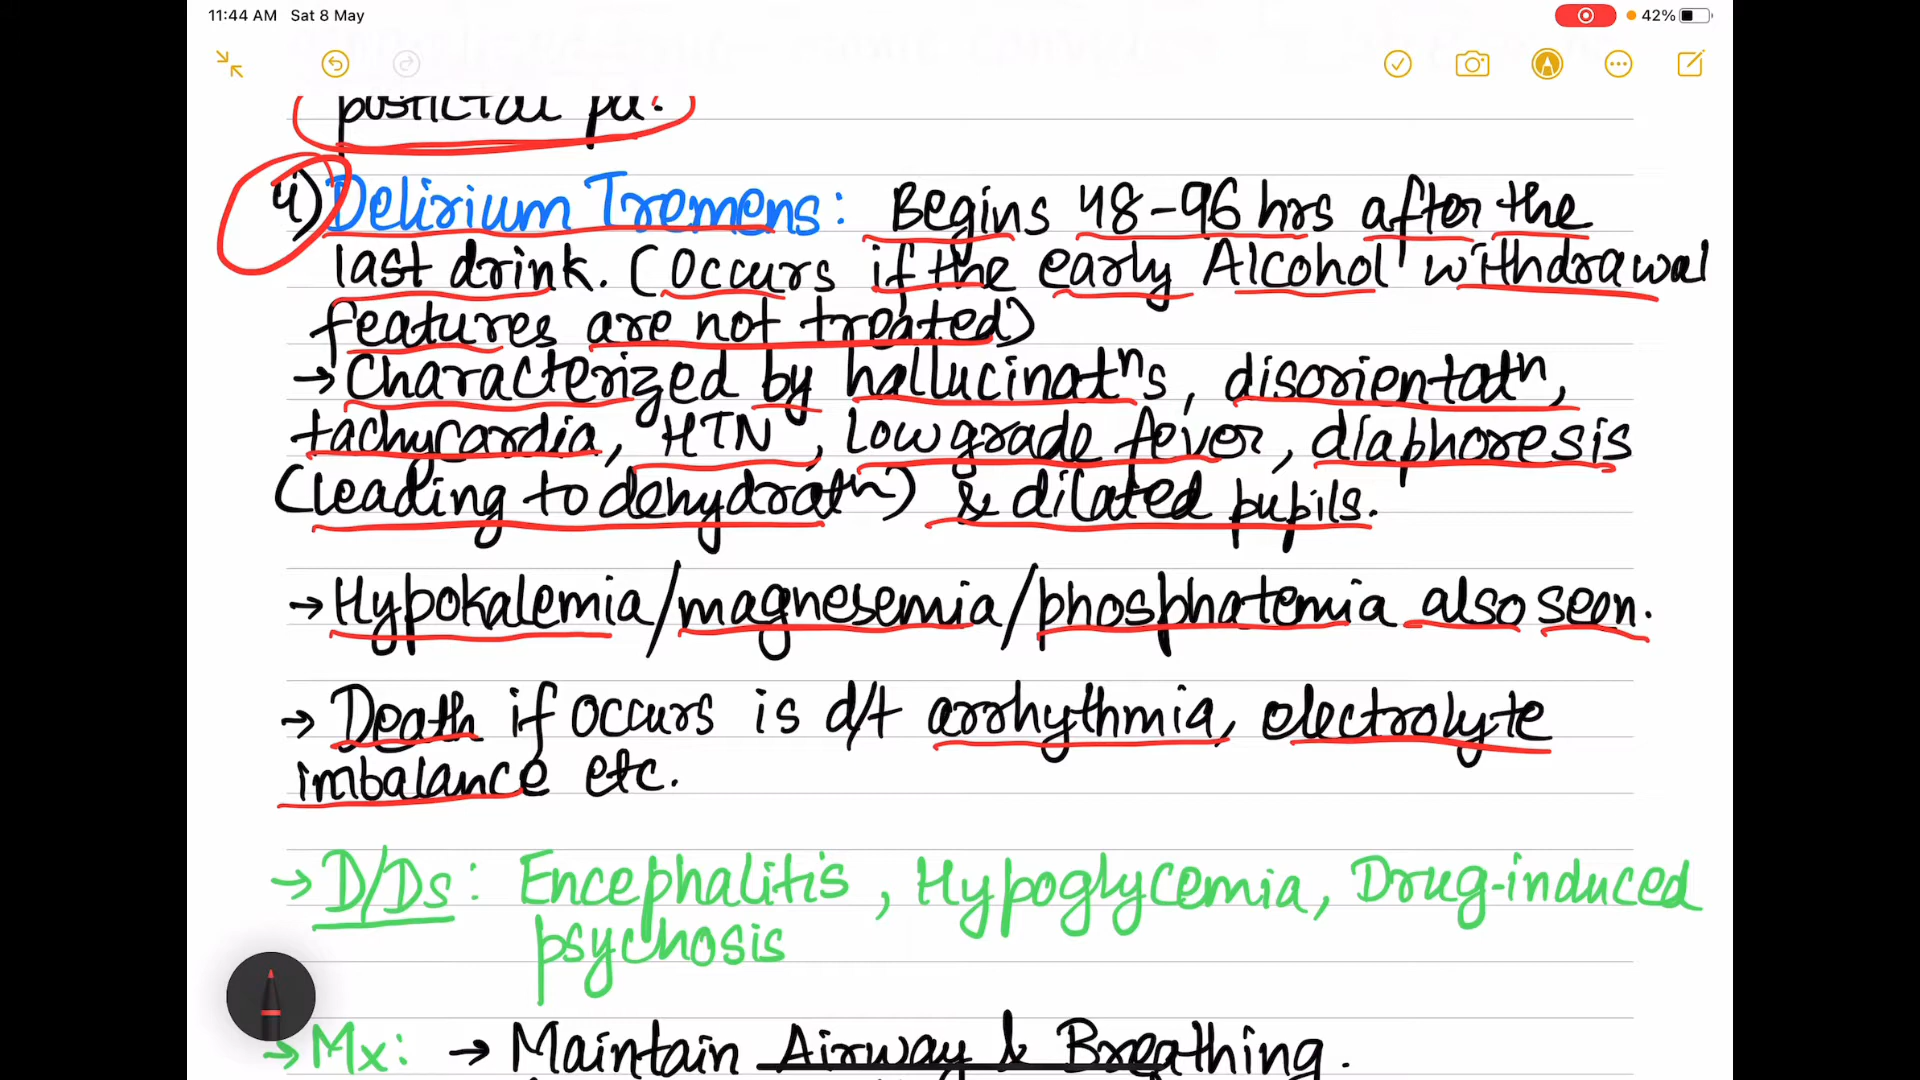 11:44 AM Sat 8 May
42%
postictal pd.
4) Delirium Tremens: Begins 48-96 hrs after the
last drink. (Occurs if the early Alcohol withdrawal
features are not treated)
→ Characterized by hallucinatⁿs, disorientatⁿ,
tachycardia, HTN, Low grade fever, diaphoresis
(leading to dehydratⁿ) & dilated pupils.
→ Hypokalemia/magnesemia/phosphatemia also seen.
→ Death if occurs is d/t arrhythmia, electrolyte
imbalance etc.
→ D/Ds: Encephalitis, Hypoglycemia, Drug-induced
psychosis
→ Mx: → Maintain Airway & Breathing.